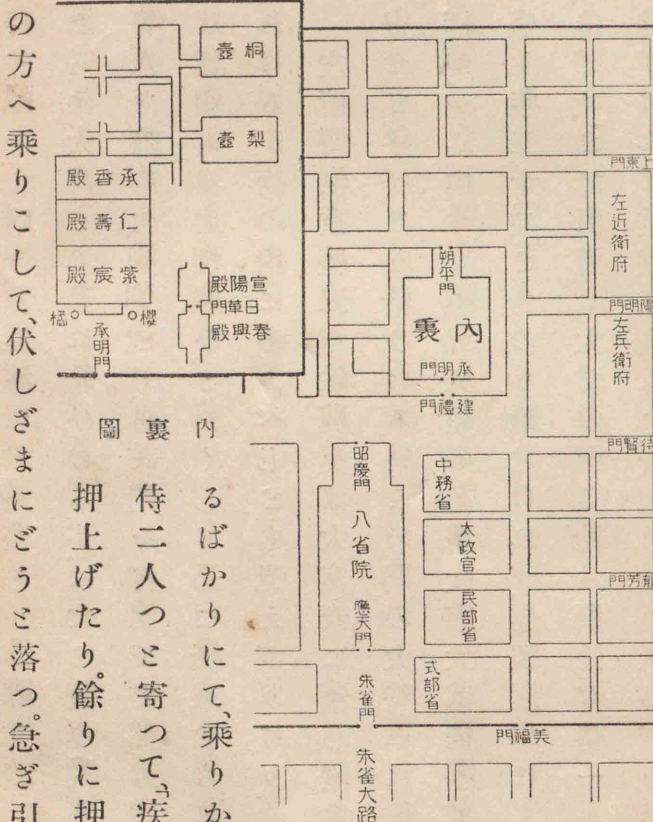 桐壺
梨壺
承香殿
仁壽殿
紫宸殿
橘
櫻
承明門
宣陽殿
日華門
春興殿
內裏圖
上東門
左近衛府
陽明門
左兵衛府
待賢門
郁芳門
朔平門
內裏
承明門
建禮門
昭慶門
八省院
應天門
中務省
太政官
民部省
式部省
朱雀門
美福門
朱雀大路
るばかりにて、乘りか
侍二人つと寄つて、「疾
押上げたり。餘りに押
の方へ乘りこして、伏しざまにどうと落つ。急ぎ引